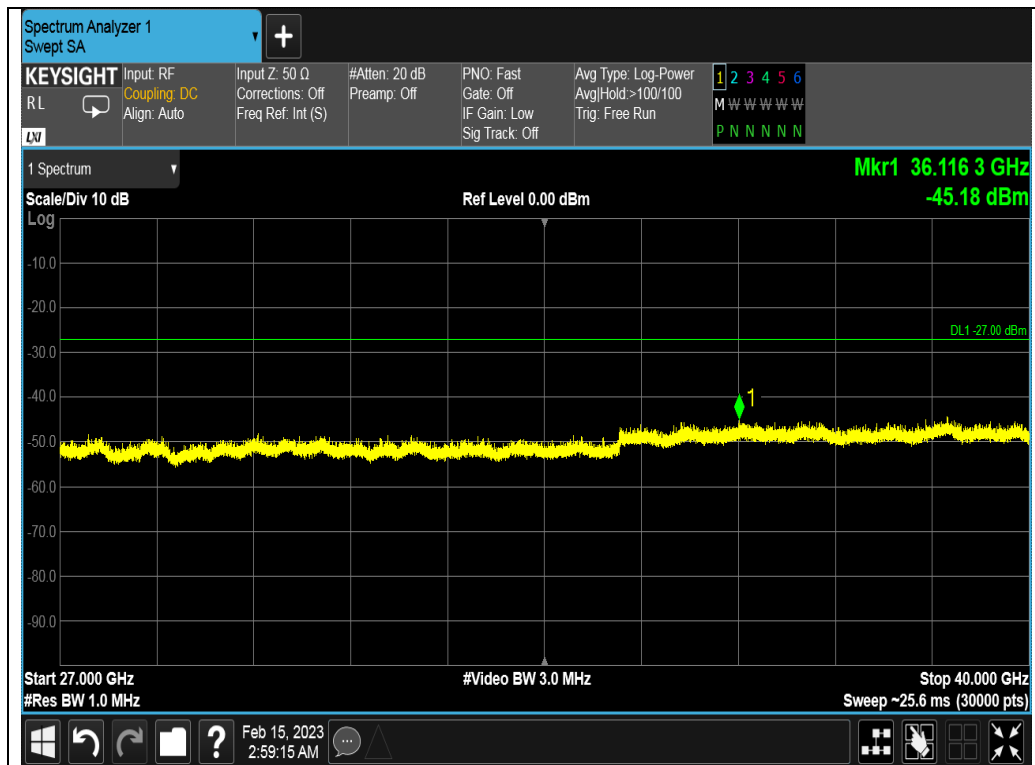 Spectrum Analyzer 1
Swept SA
+
KEYSIGHT
RL
LXI
Input: RF
Coupling: DC
Align: Auto
Input Z: 50 Ω
Corrections: Off
Freq Ref: Int (S)
#Atten: 20 dB
Preamp: Off
PNO: Fast
Gate: Off
IF Gain: Low
Sig Track: Off
Avg Type: Log-Power
Avg|Hold:>100/100
Trig: Free Run
1 2 3 4 5 6
M W W W W W
P N N N N N
1 Spectrum
Mkr1 36.116 3 GHz
-45.18 dBm
Scale/Div 10 dB
Ref Level 0.00 dBm
Log
-10.0
-20.0
DL1 -27.00 dBm
-30.0
-40.0
1
-50.0
-60.0
-70.0
-80.0
-90.0
Start 27.000 GHz
#Video BW 3.0 MHz
Stop 40.000 GHz
#Res BW 1.0 MHz
Sweep ~25.6 ms (30000 pts)
?
Feb 15, 2023
2:59:15 AM